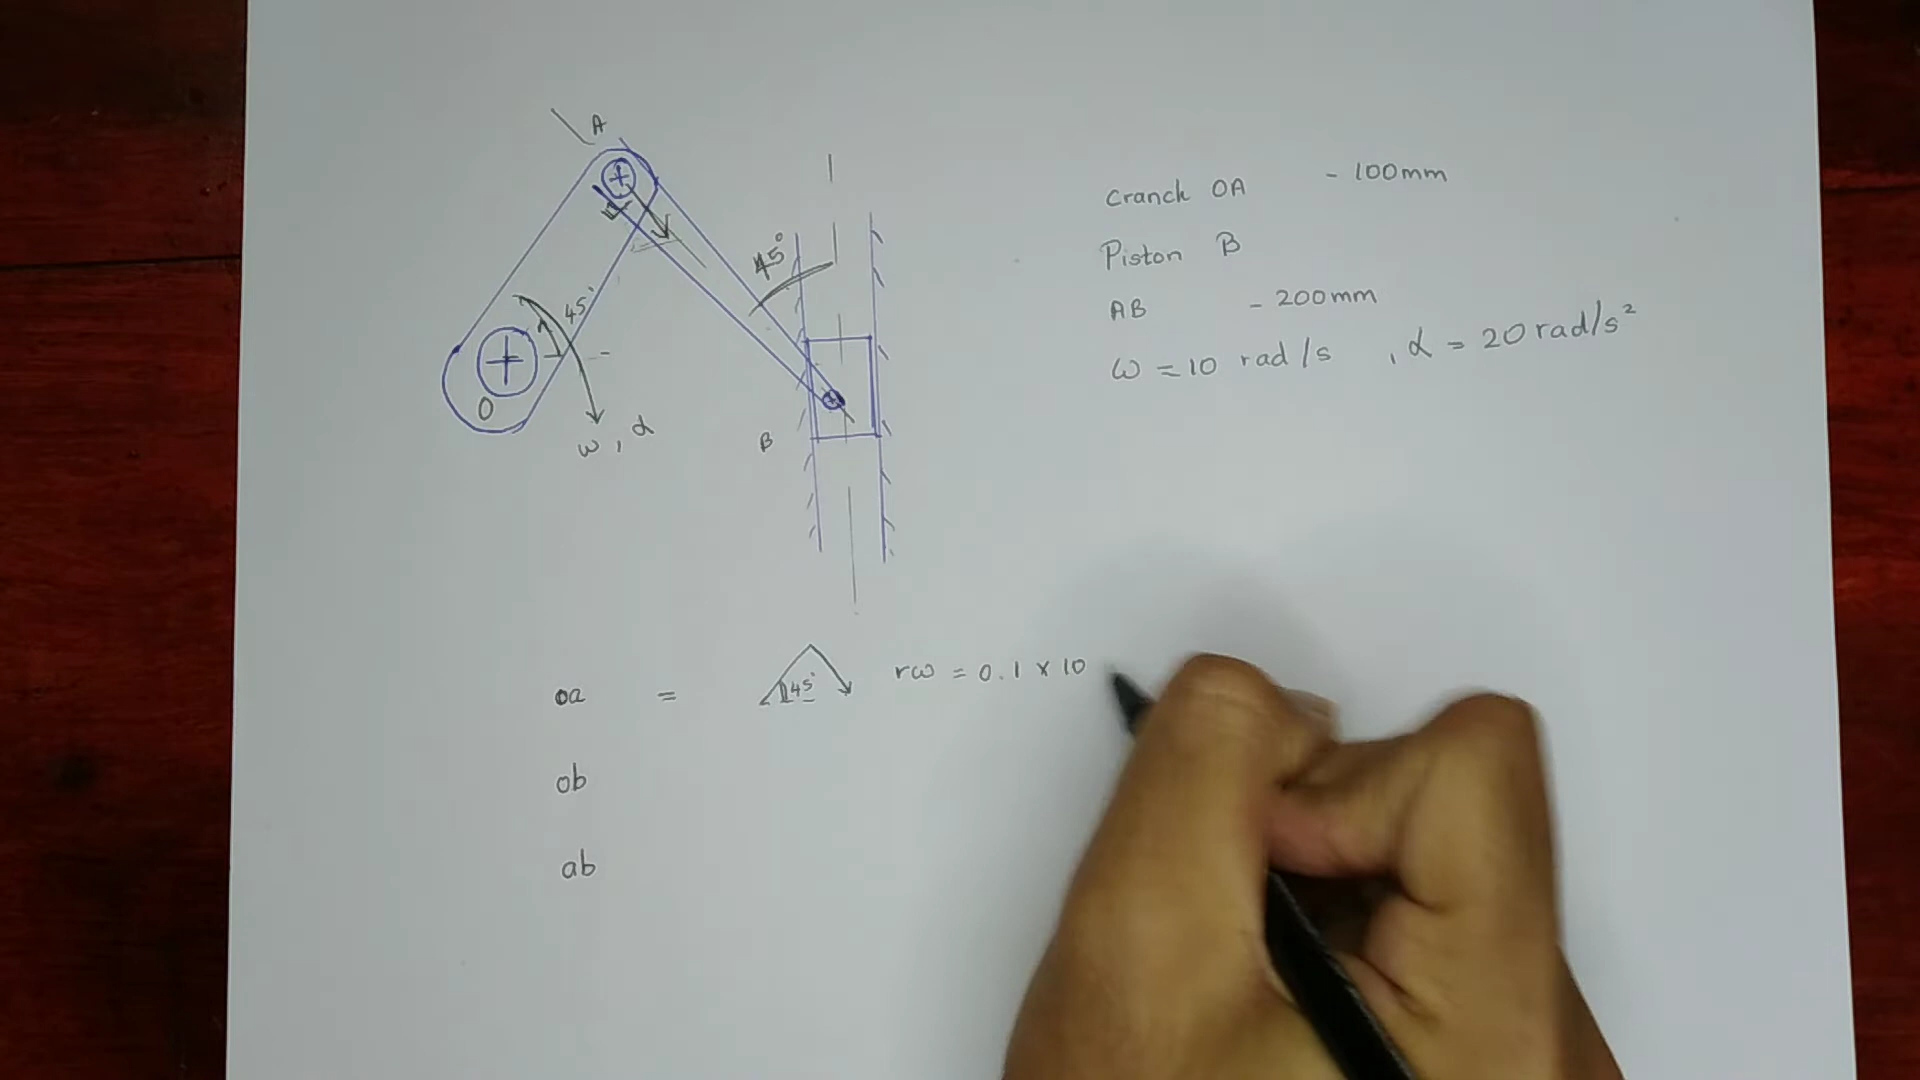 A
45°
45°
O
ω, α
B
Cranck OA - 100mm
Piston B
AB - 200mm
ω = 10 rad/s , α = 20 rad/s²
oa = 45° rω = 0.1 x 10
ob
ab